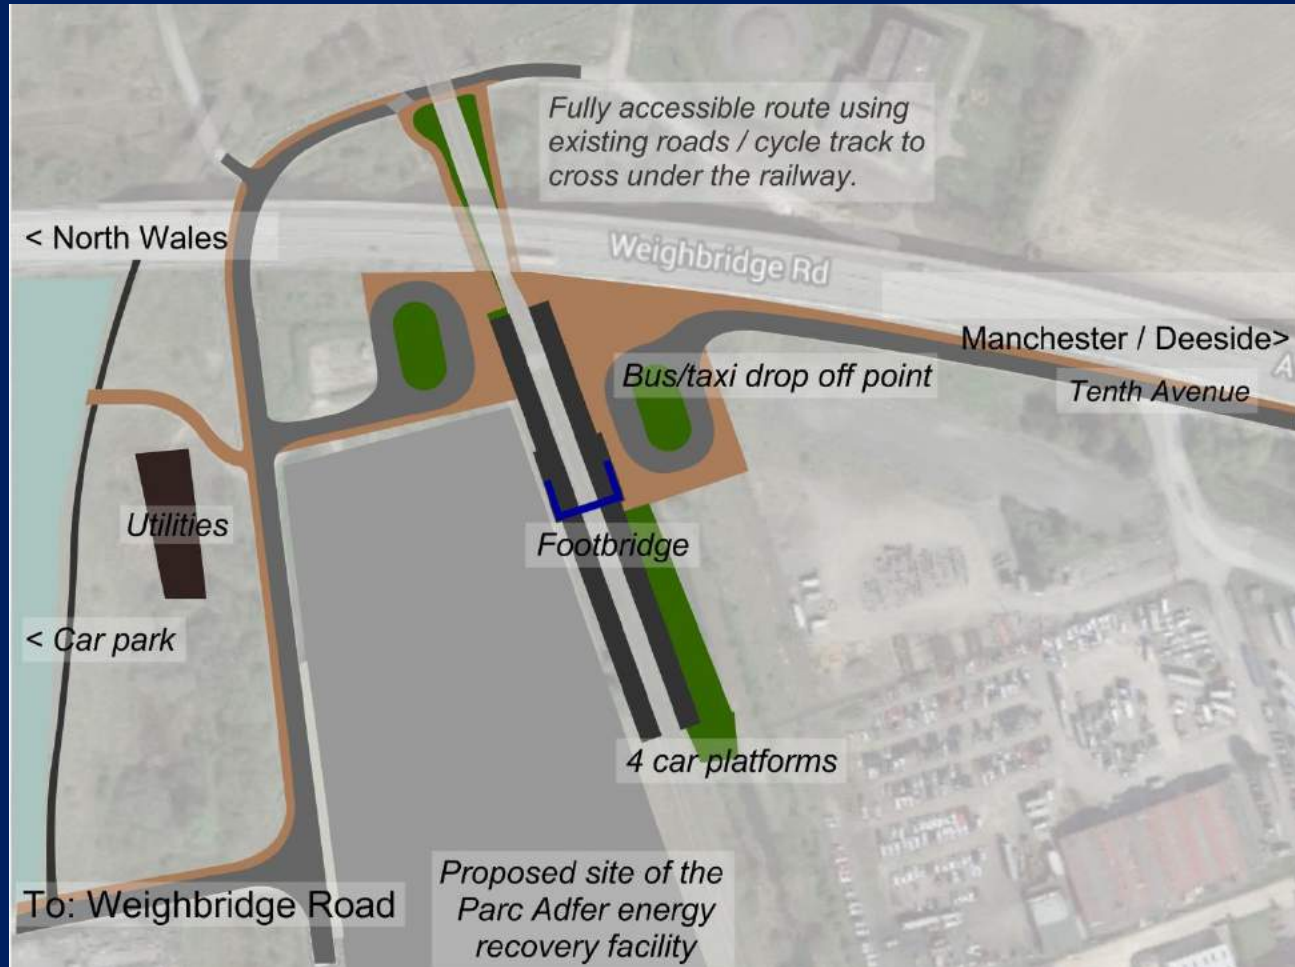 Fully accessible route using
existing roads / cycle track to
cross under the railway.
< North Wales
Weighbridge Rd
Manchester / Deeside>
A
Bus/taxi drop off point
Tenth Avenue
Utilities
Footbridge
< Car park
4 car platforms
Proposed site of the
Parc Adfer energy
recovery facility
To: Weighbridge Road